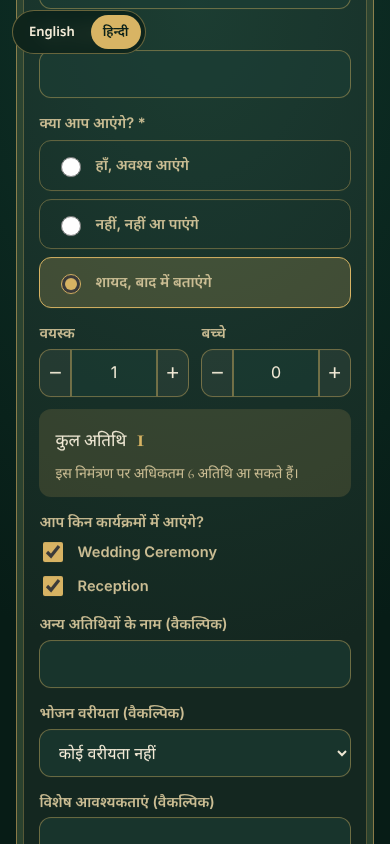 English हिन्दी
क्या आप आएंगे? *
हाँ, अवश्य आएंगे
नहीं, नहीं आ पाएंगे
शायद, बाद में बताएंगे
वयस्क बच्चे
− 1 + − 0 +
कुल अतिथि 1
इस निमंत्रण पर अधिकतम 6 अतिथि आ सकते हैं।
आप किन कार्यक्रमों में आएंगे?
Wedding Ceremony
Reception
अन्य अतिथियों के नाम (वैकल्पिक)
भोजन वरीयता (वैकल्पिक)
कोई वरीयता नहीं
विशेष आवश्यकताएं (वैकल्पिक)